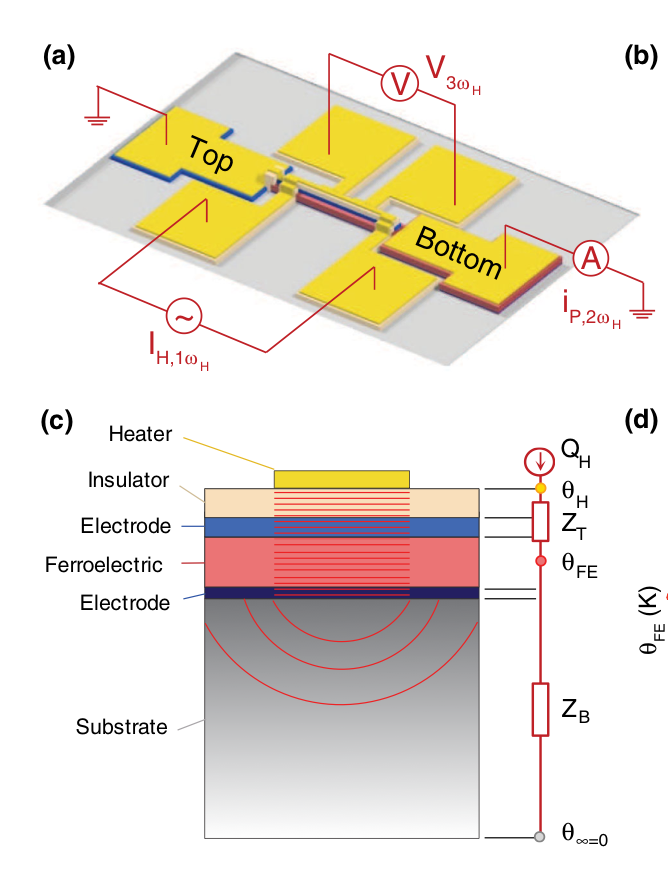 (a)
(b)
V
V3ωH
Top
Bottom
A
iP,2ωH
~
IH,1ωH
(c)
(d)
Heater
QH
Insulator
θH
Electrode
ZT
Ferroelectric
θFE
Electrode
θFE (K)
Substrate
ZB
θ∞=0